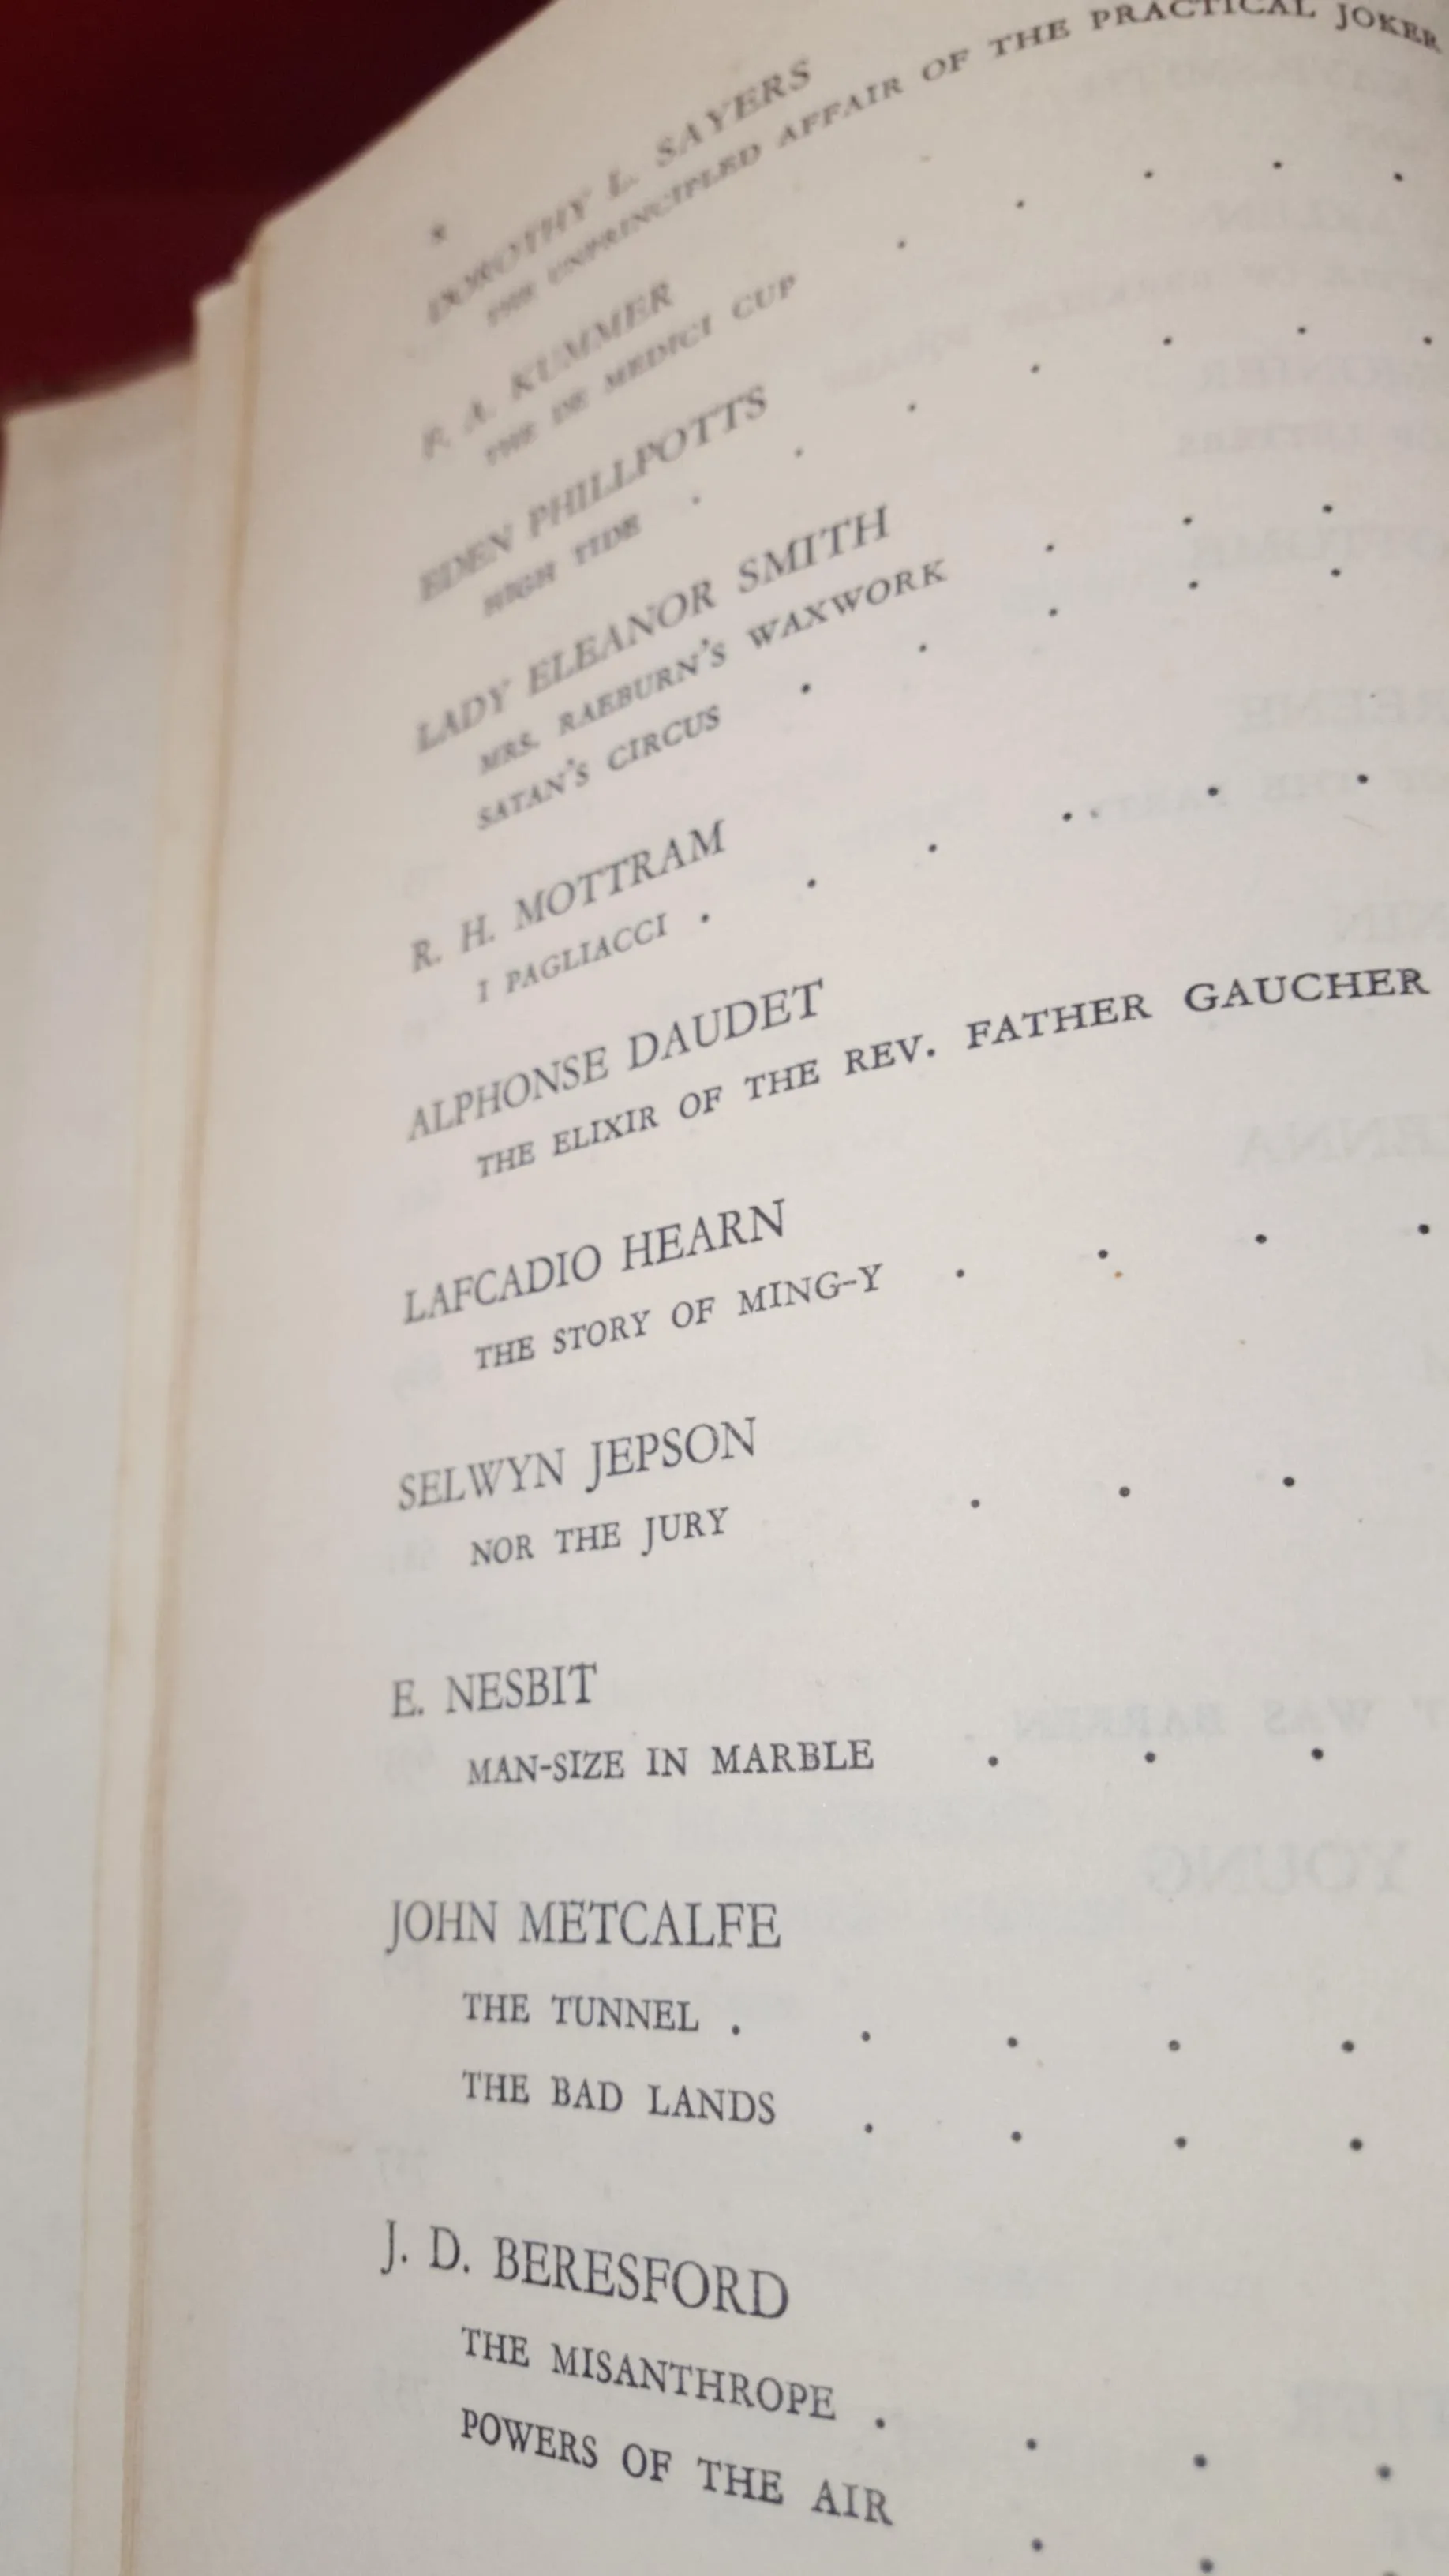 8
DOROTHY L. SAYERS
THE UNPRINCIPLED AFFAIR OF THE PRACTICAL JOKER
F. A. KUMMER
THE DE MEDICI CUP
EDEN PHILLPOTTS
HIGH TIDE . . . . . . .
LADY ELEANOR SMITH
MRS. RAEBURN'S WAXWORK . . .
SATAN'S CIRCUS . . . . .
R. H. MOTTRAM
I PAGLIACCI . . . . . .
ALPHONSE DAUDET
THE ELIXIR OF THE REV. FATHER GAUCHER
LAFCADIO HEARN
THE STORY OF MING-Y . . . .
SELWYN JEPSON
NOR THE JURY . . .
E. NESBIT
MAN-SIZE IN MARBLE . . .
JOHN METCALFE
THE TUNNEL . . . . .
THE BAD LANDS . . . .
J. D. BERESFORD
THE MISANTHROPE . . . .
POWERS OF THE AIR . .